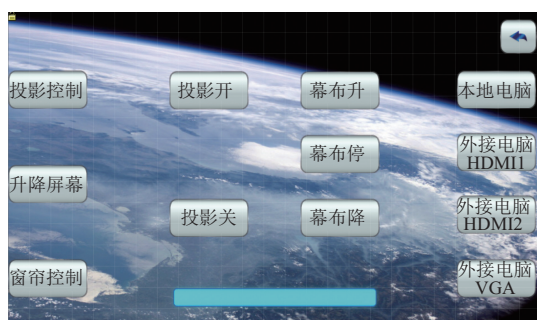 投影控制
投影开
幕布升
本地电脑
幕布停
外接电脑
HDMI1
升降屏幕
投影关
幕布降
外接电脑
HDMI2
窗帘控制
外接电脑
VGA